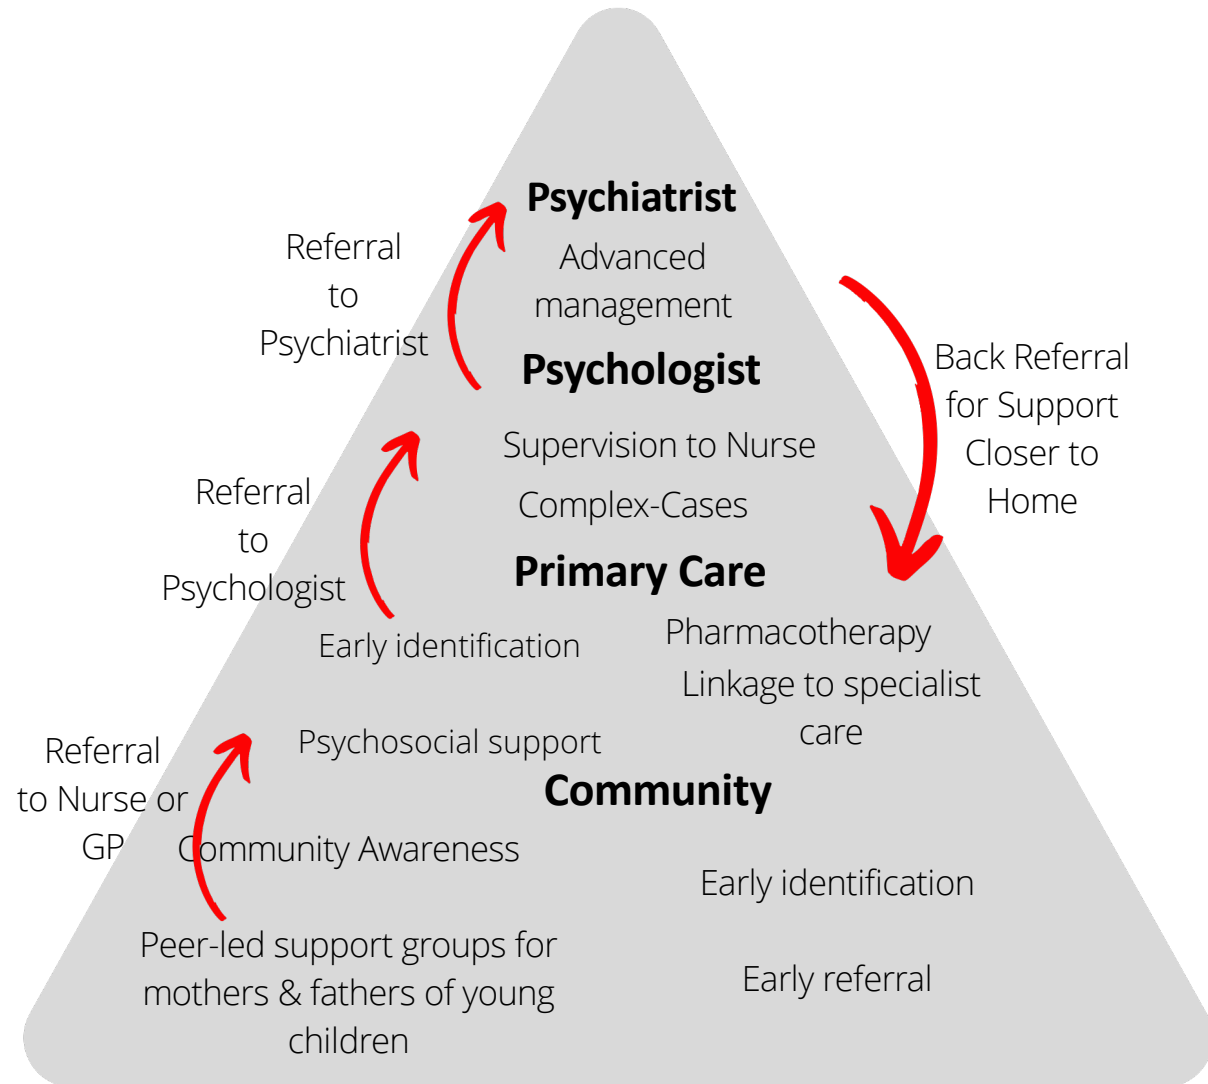 Psychiatrist
Advanced
management
Referral
to
Psychiatrist
Psychologist
Supervision to Nurse
Complex-Cases
Back Referral
for Support
Closer to
Home
Referral
to
Psychologist
Primary Care
Early identification
Pharmacotherapy
Linkage to specialist
care
Psychosocial support
Referral
to Nurse or
GP
Community
Community Awareness
Early identification
Peer-led support groups for
mothers & fathers of young
children
Early referral